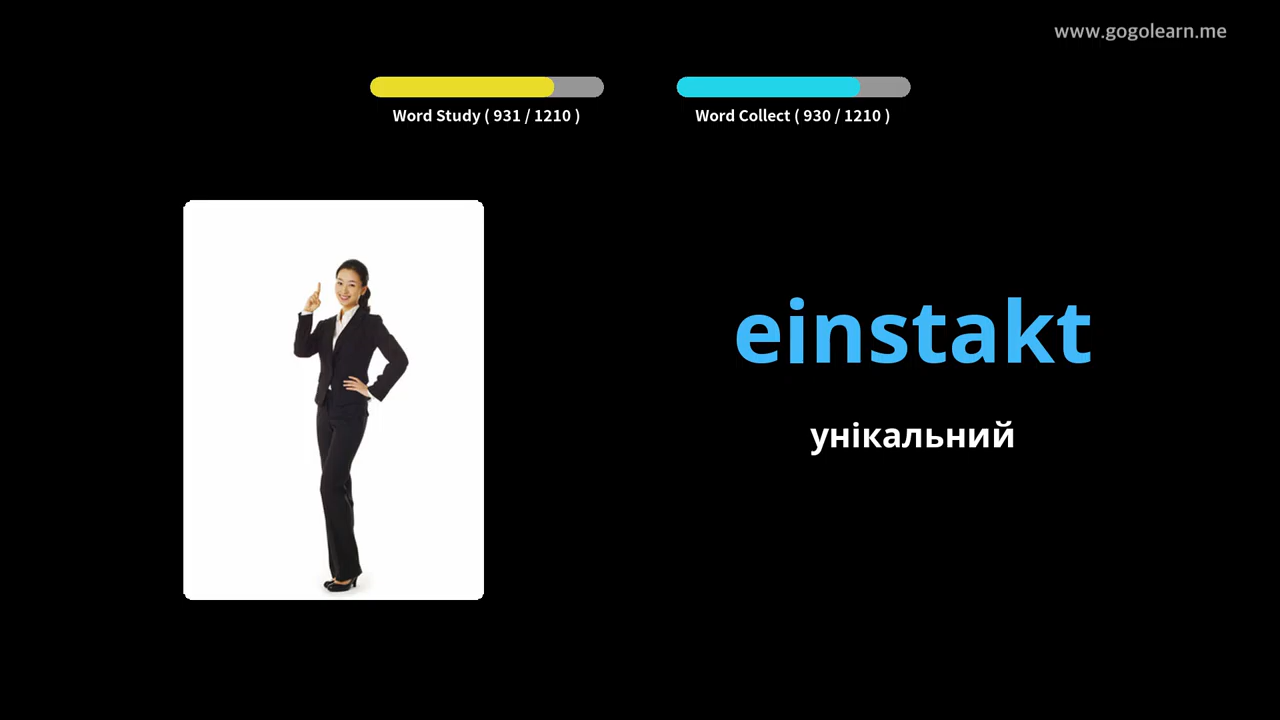 www.gogolearn.me
Word Study ( 931 / 1210 )
Word Collect ( 930 / 1210 )
einstakt
унікальний